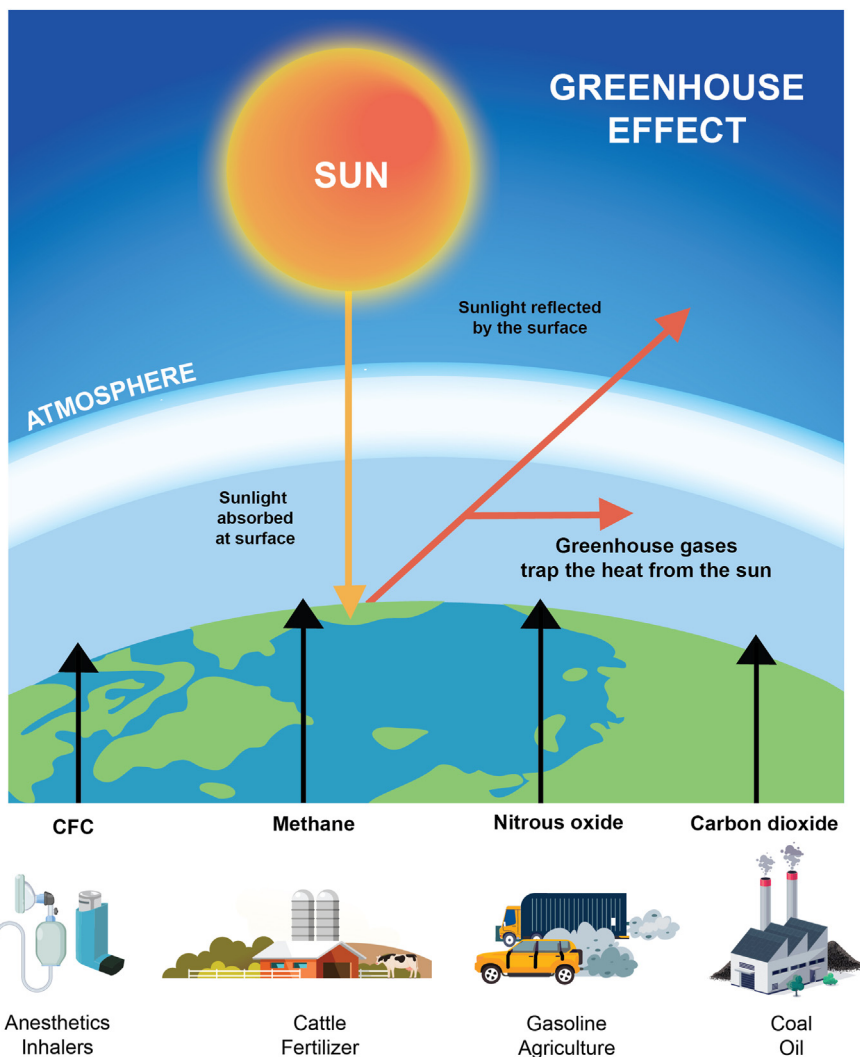 GREENHOUSE
EFFECT
SUN
Sunlight reflected
by the surface
ATMOSPHERE
Sunlight
absorbed
at surface
Greenhouse gases
trap the heat from the sun
CFC
Methane
Nitrous oxide
Carbon dioxide
Anesthetics
Inhalers
Cattle
Fertilizer
Gasoline
Agriculture
Coal
Oil